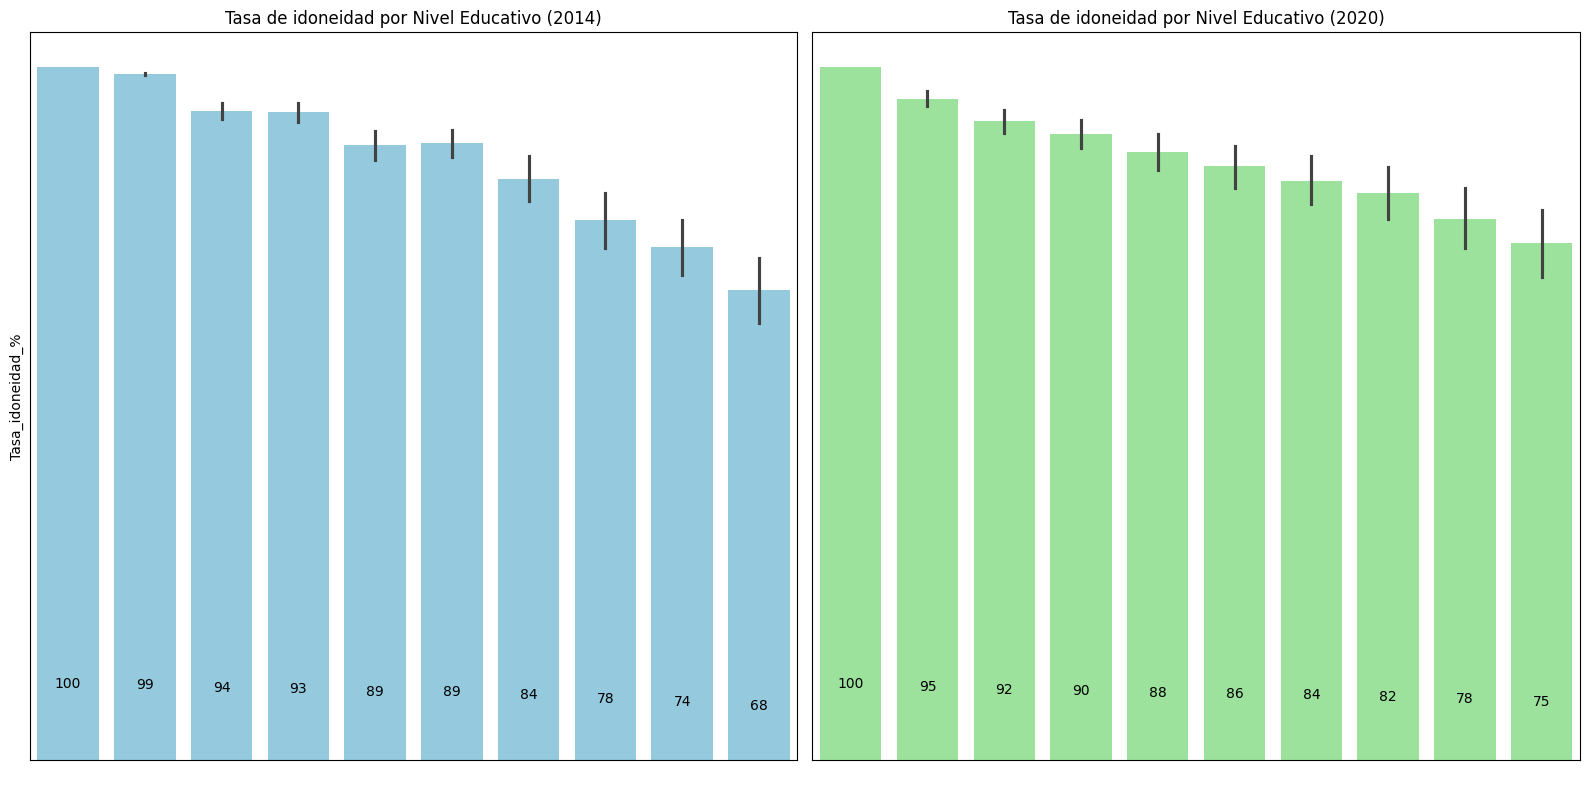 Tasa de idoneidad por Nivel Educativo (2014)
Tasa_idoneidad_%
100 99 94 93 89 89 84 78 74 68
Tasa de idoneidad por Nivel Educativo (2020)
100 95 92 90 88 86 84 82 78 75